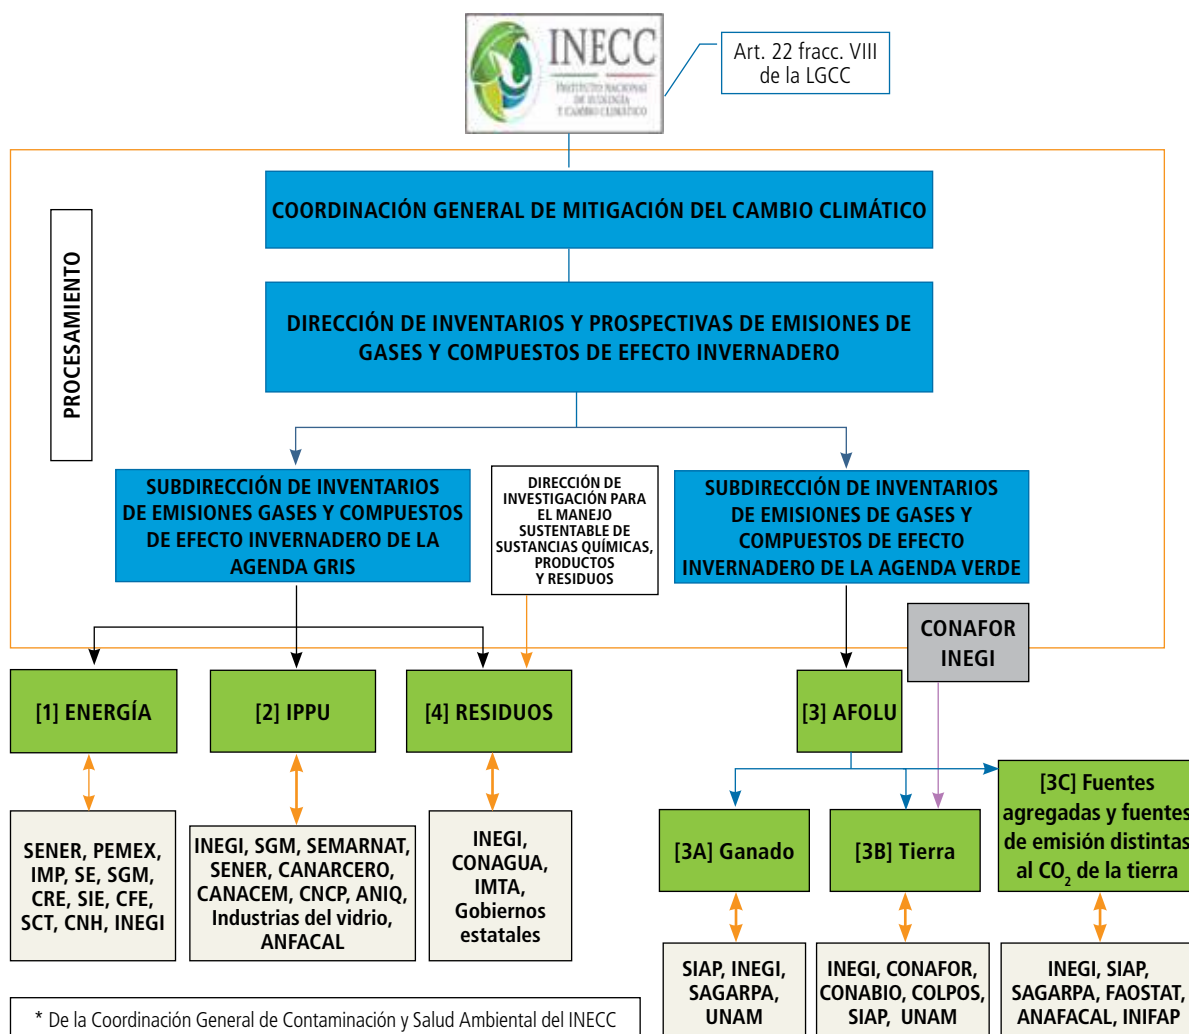 INECC
INSTITUTO NACIONAL
DE ECOLOGÍA
Y CAMBIO CLIMÁTICO
Art. 22 fracc. VIII
de la LGCC
PROCESAMIENTO
COORDINACIÓN GENERAL DE MITIGACIÓN DEL CAMBIO CLIMÁTICO
DIRECCIÓN DE INVENTARIOS Y PROSPECTIVAS DE EMISIONES DE
GASES Y COMPUESTOS DE EFECTO INVERNADERO
SUBDIRECCIÓN DE INVENTARIOS
DE EMISIONES GASES Y COMPUESTOS
DE EFECTO INVERNADERO DE LA
AGENDA GRIS
DIRECCIÓN DE
INVESTIGACIÓN PARA
EL MANEJO
SUSTENTABLE DE
SUSTANCIAS QUÍMICAS,
PRODUCTOS
Y RESIDUOS
SUBDIRECCIÓN DE INVENTARIOS
DE EMISIONES DE GASES Y
COMPUESTOS DE EFECTO
INVERNADERO DE LA AGENDA VERDE
CONAFOR
INEGI
[1] ENERGÍA
[2] IPPU
[4] RESIDUOS
[3] AFOLU
[3A] Ganado
[3B] Tierra
[3C] Fuentes
agregadas y fuentes
de emisión distintas
al CO₂ de la tierra
SENER, PEMEX,
IMP, SE, SGM,
CRE, SIE, CFE,
SCT, CNH, INEGI
INEGI, SGM, SEMARNAT,
SENER, CANARCERO,
CANACEM, CNCP, ANIQ,
Industrias del vidrio,
ANFACAL
INEGI,
CONAGUA,
IMTA,
Gobiernos
estatales
SIAP, INEGI,
SAGARPA,
UNAM
INEGI, CONAFOR,
CONABIO, COLPOS,
SIAP, UNAM
INEGI, SIAP,
SAGARPA, FAOSTAT,
ANAFACAL, INIFAP
* De la Coordinación General de Contaminación y Salud Ambiental del INECC